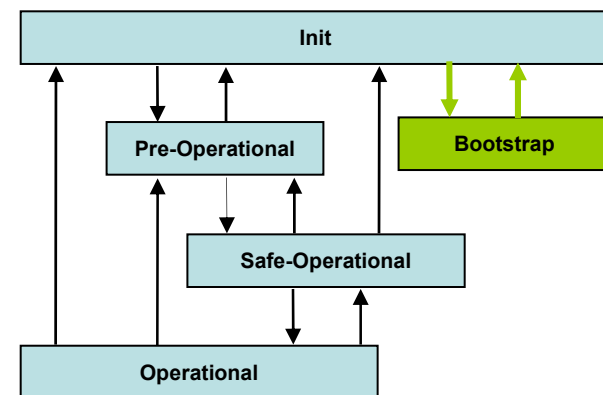 Init
Pre-Operational
Bootstrap
Safe-Operational
Operational